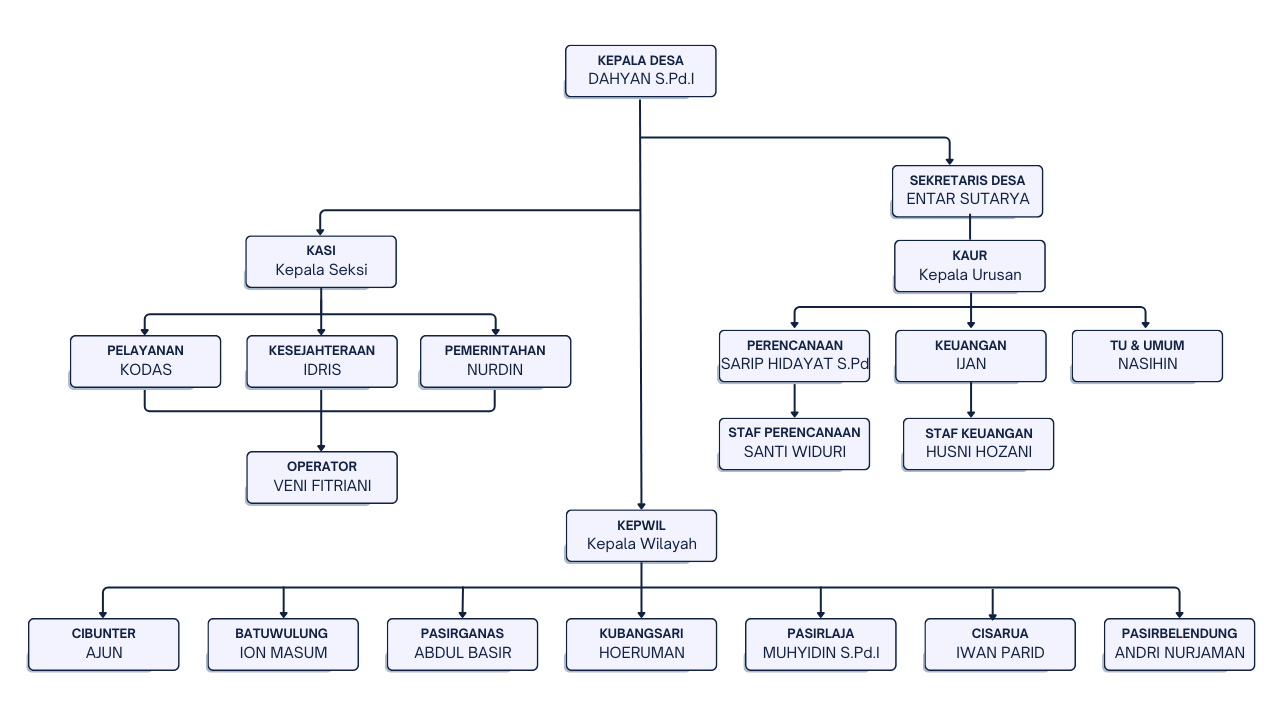 KEPALA DESA
DAHYAN S.Pd.I
SEKRETARIS DESA
ENTAR SUTARYA
KASI
Kepala Seksi
KAUR
Kepala Urusan
PELAYANAN
KODAS
KESEJAHTERAAN
IDRIS
PEMERINTAHAN
NURDIN
PERENCANAAN
SARIP HIDAYAT S.Pd
KEUANGAN
IJAN
TU & UMUM
NASIHIN
STAF PERENCANAAN
SANTI WIDURI
STAF KEUANGAN
HUSNI HOZANI
OPERATOR
VENI FITRIANI
KEPWIL
Kepala Wilayah
CIBUNTER
AJUN
BATUWULUNG
ION MASUM
PASIRGANAS
ABDUL BASIR
KUBANGSARI
HOERUMAN
PASIRLAJA
MUHYIDIN S.Pd.I
CISARUA
IWAN PARID
PASIRBELENDUNG
ANDRI NURJAMAN